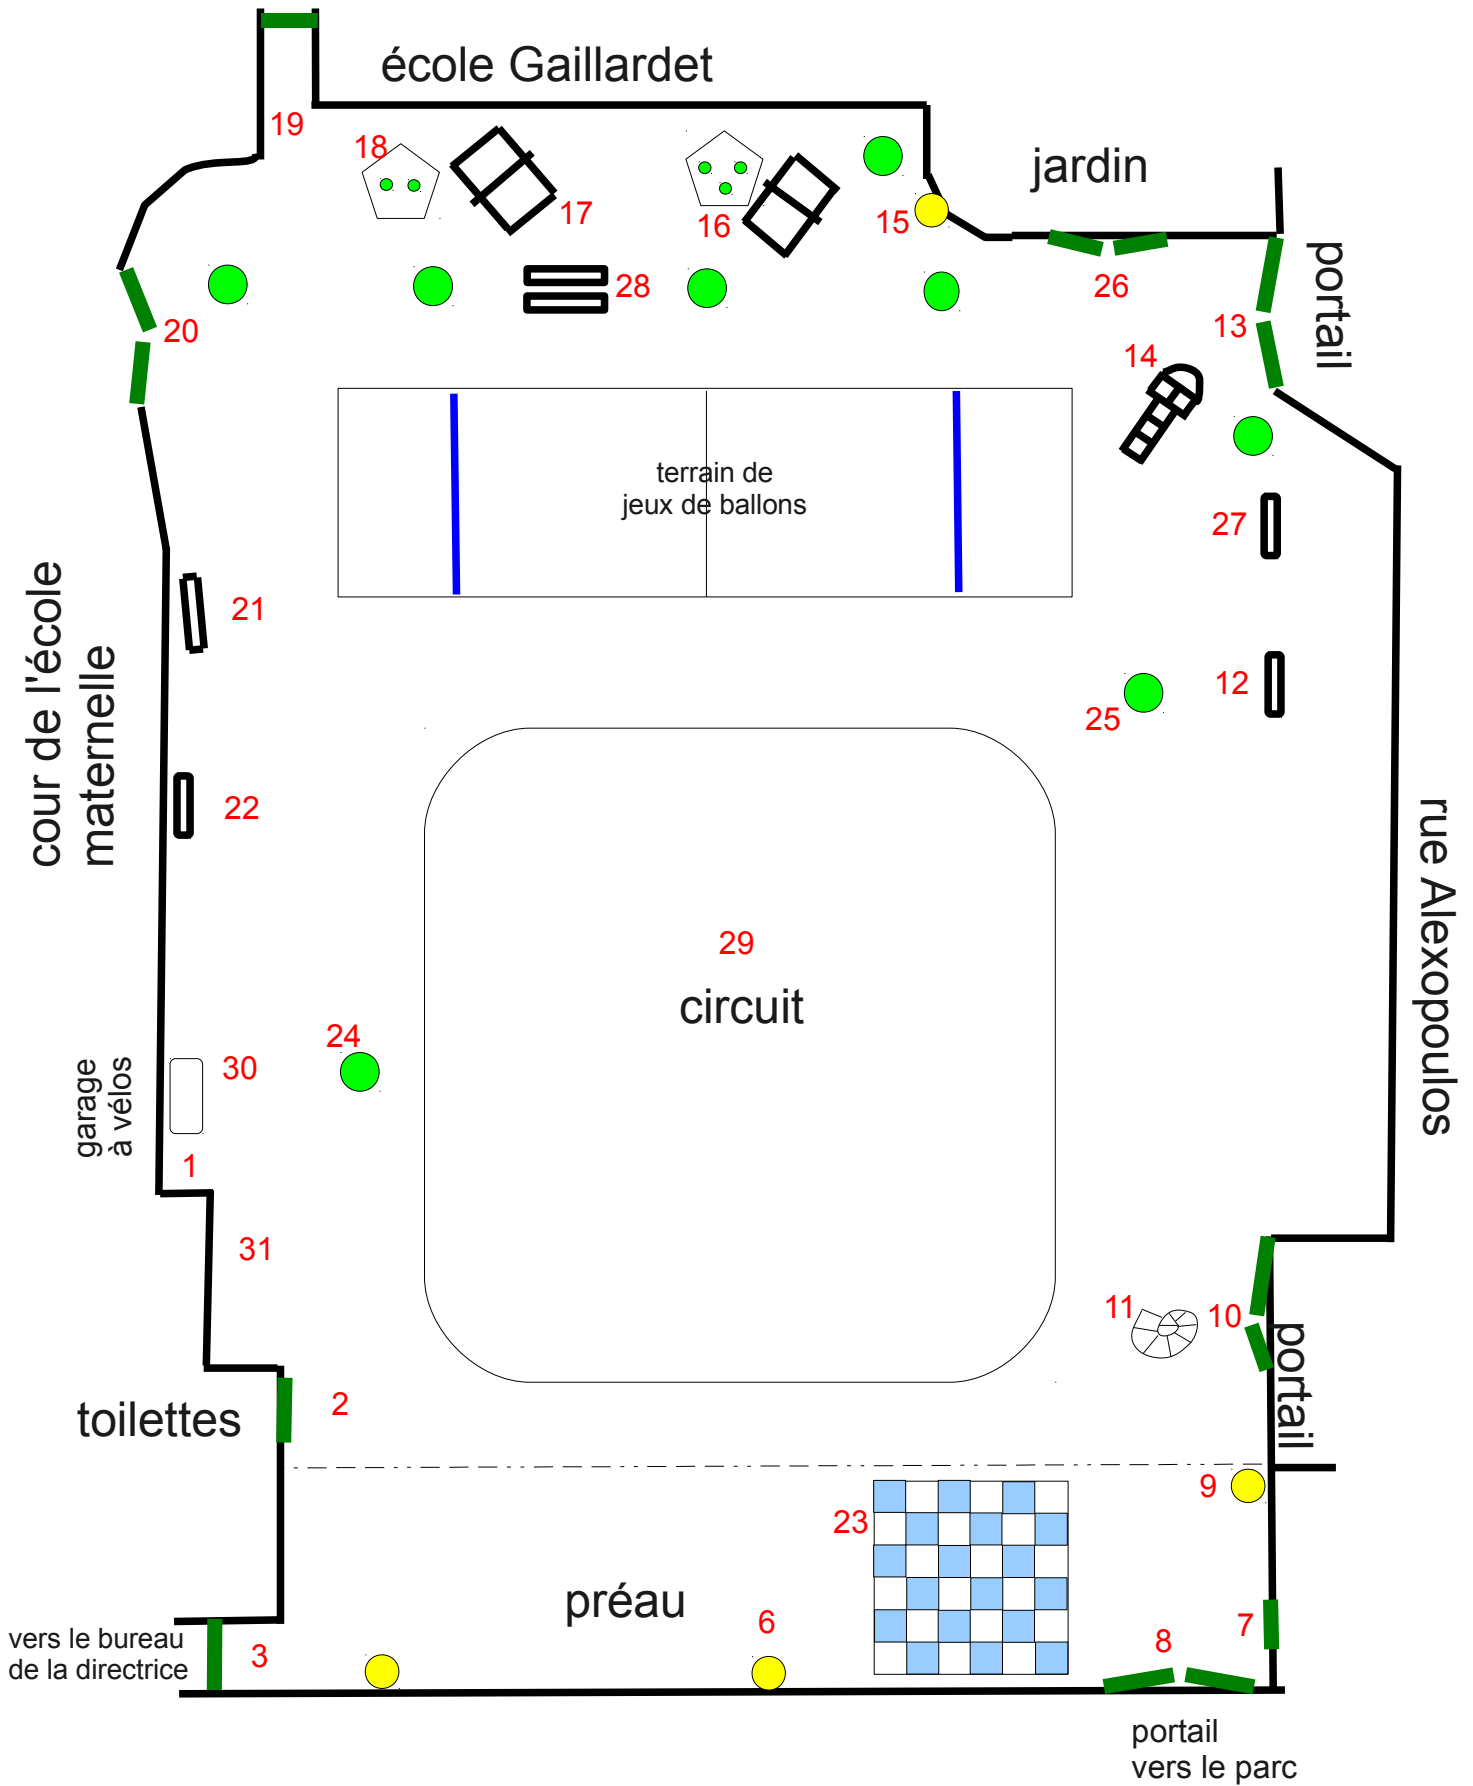 école Gaillardet
19
18
jardin
17
16
15
portail
28
26
13
20
14
terrain de
jeux de ballons
27
cour de l'école
maternelle
21
12
25
22
rue Alexopoulos
29
circuit
24
30
garage
à vélos
1
31
11
10
portail
2
toilettes
9
23
préau
6
7
8
3
vers le bureau
de la directrice
portail
vers le parc